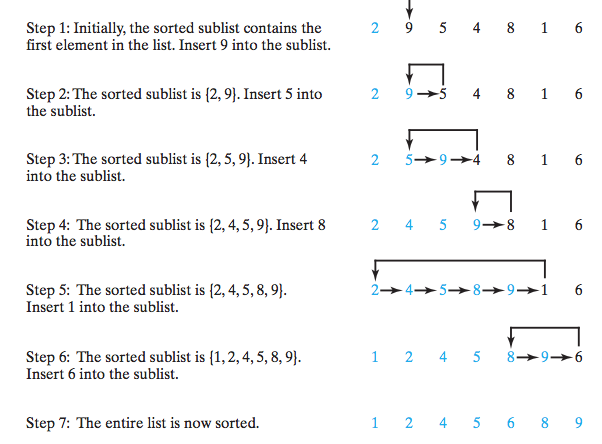 Step 1: Initially, the sorted sublist contains the
first element in the list. Insert 9 into the sublist.
2 9 5 4 8 1 6
Step 2: The sorted sublist is {2, 9}. Insert 5 into
the sublist.
2 9 5 4 8 1 6
Step 3: The sorted sublist is {2, 5, 9}. Insert 4
into the sublist.
2 5 9 4 8 1 6
Step 4: The sorted sublist is {2, 4, 5, 9}. Insert 8
into the sublist.
2 4 5 9 8 1 6
Step 5: The sorted sublist is {2, 4, 5, 8, 9}.
Insert 1 into the sublist.
2 4 5 8 9 1 6
Step 6: The sorted sublist is {1, 2, 4, 5, 8, 9}.
Insert 6 into the sublist.
1 2 4 5 8 9 6
Step 7: The entire list is now sorted.
1 2 4 5 6 8 9